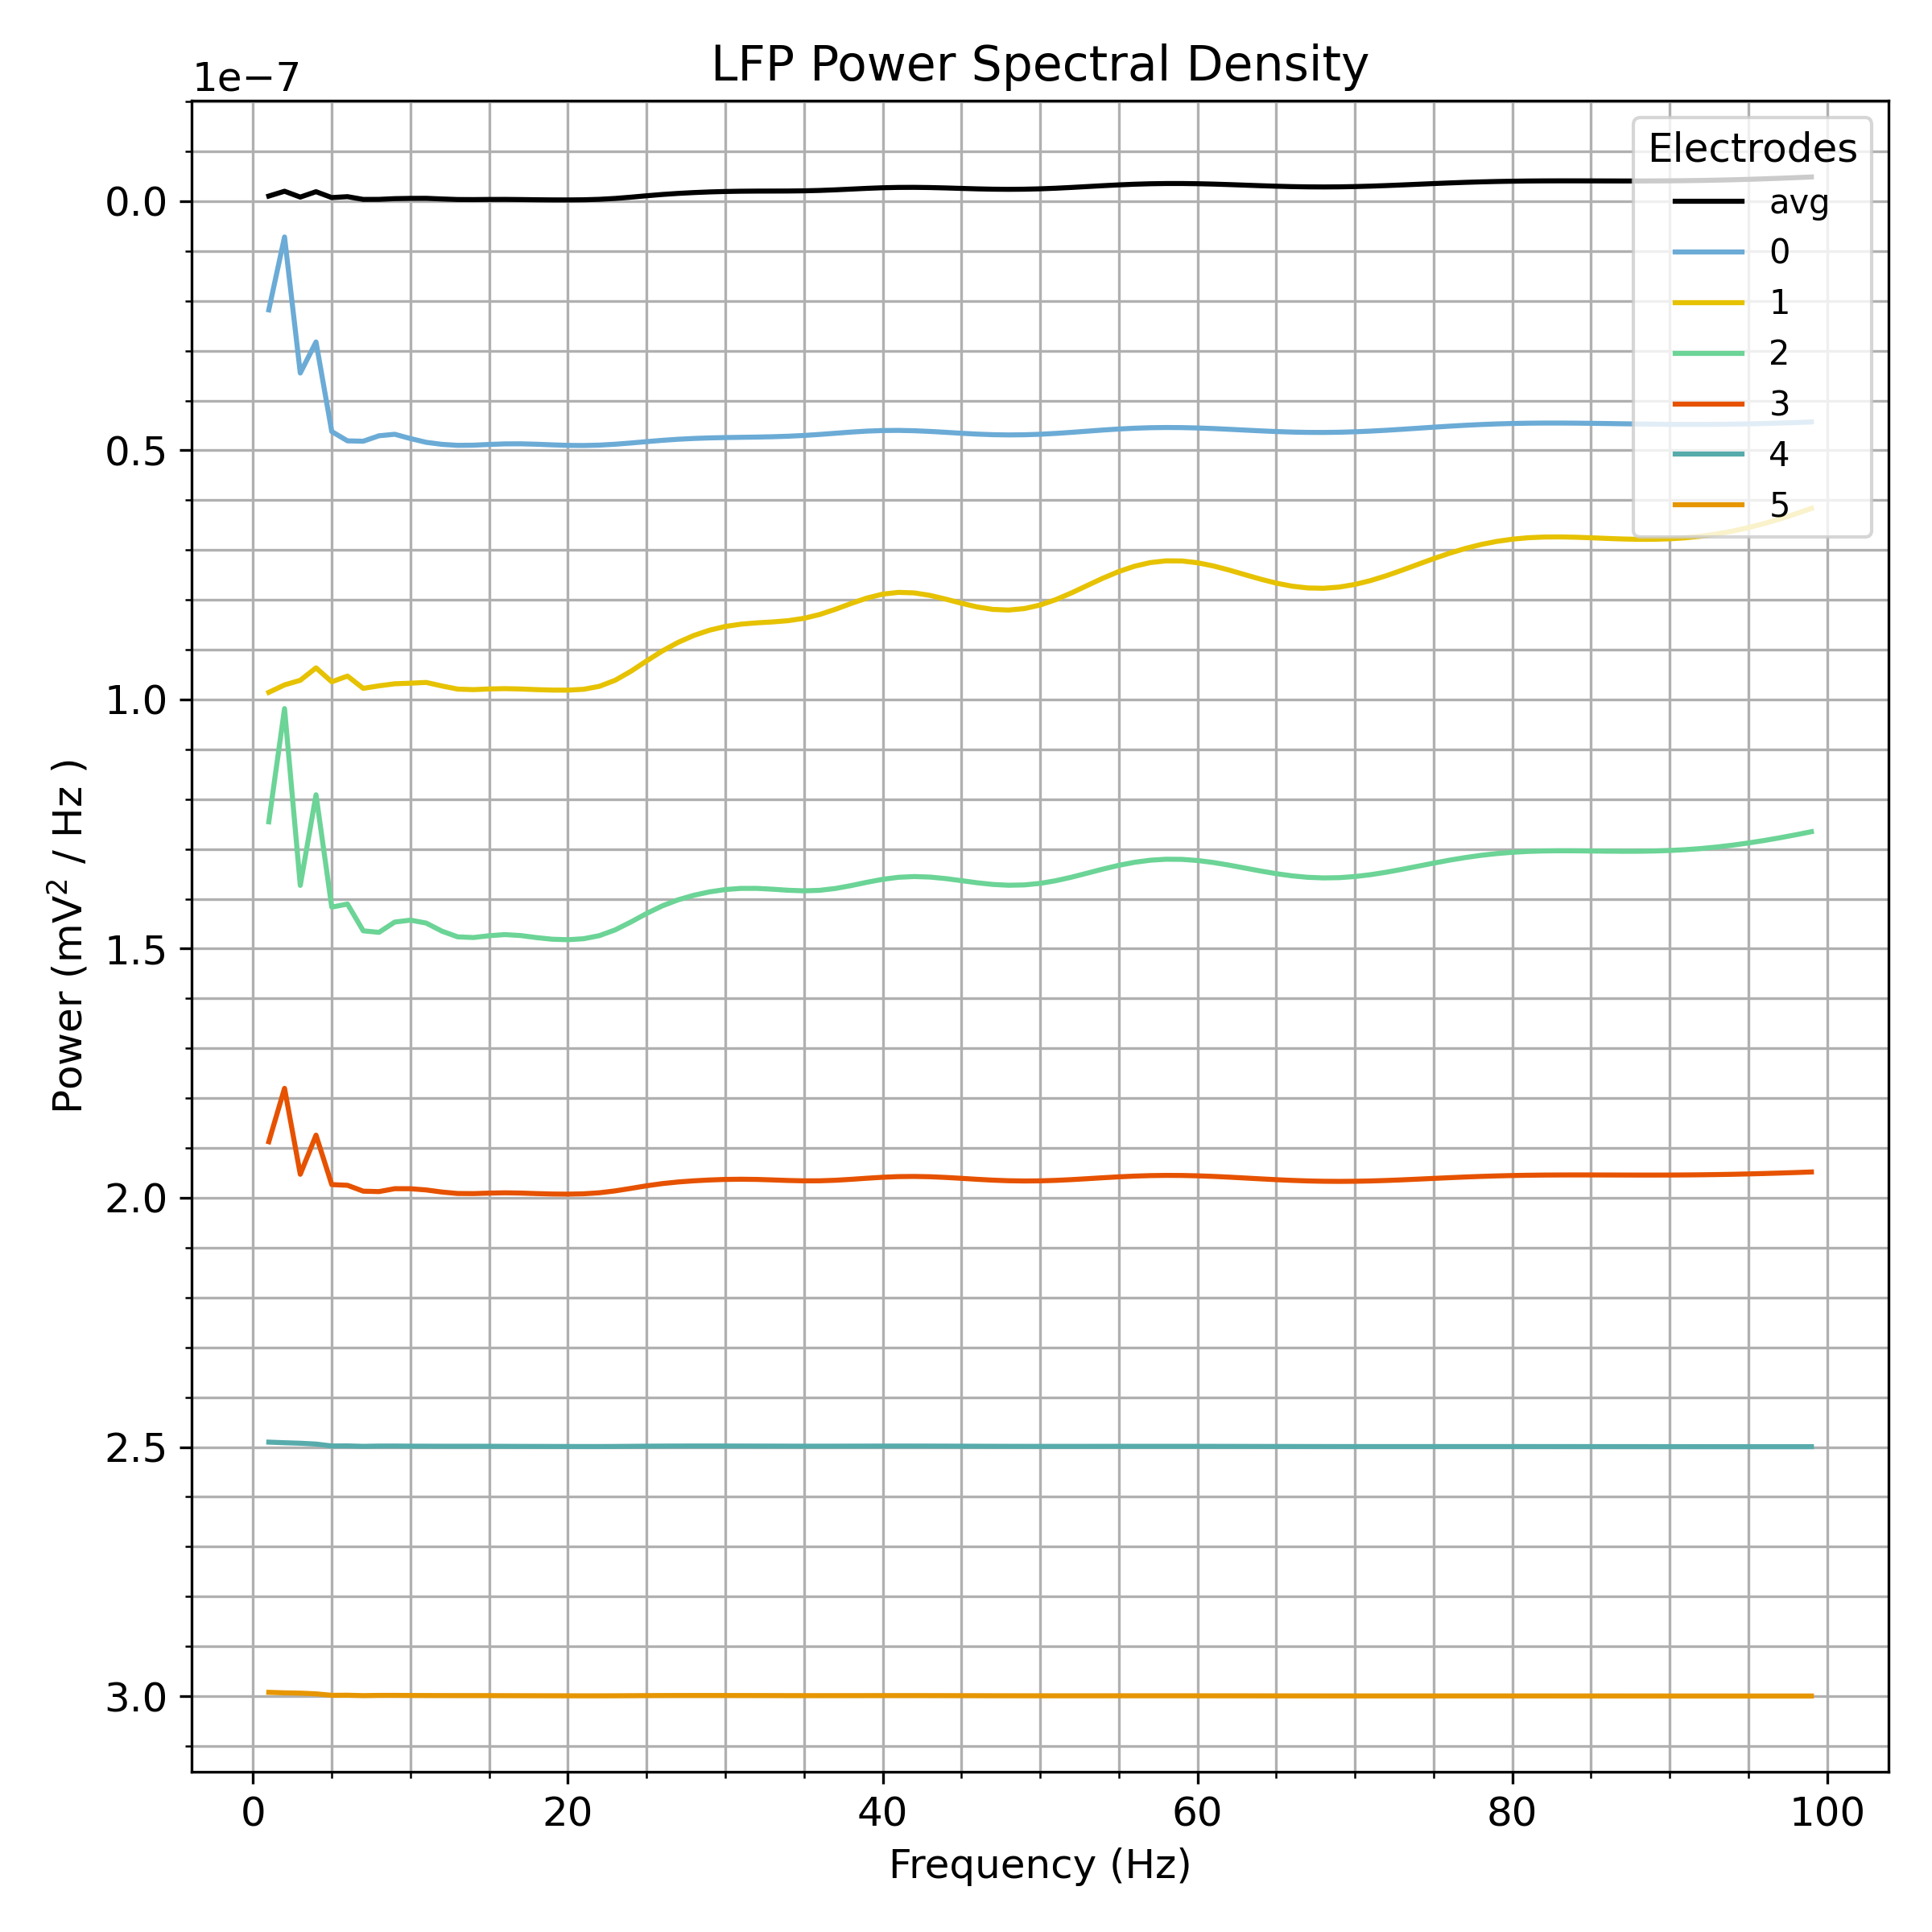 LFP Power Spectral Density
1e−7
Electrodes
avg
0
1
2
3
4
5
0.0
0.5
1.0
1.5
2.0
2.5
3.0
Power (mV² / Hz )
0 20 40 60 80 100
Frequency (Hz)